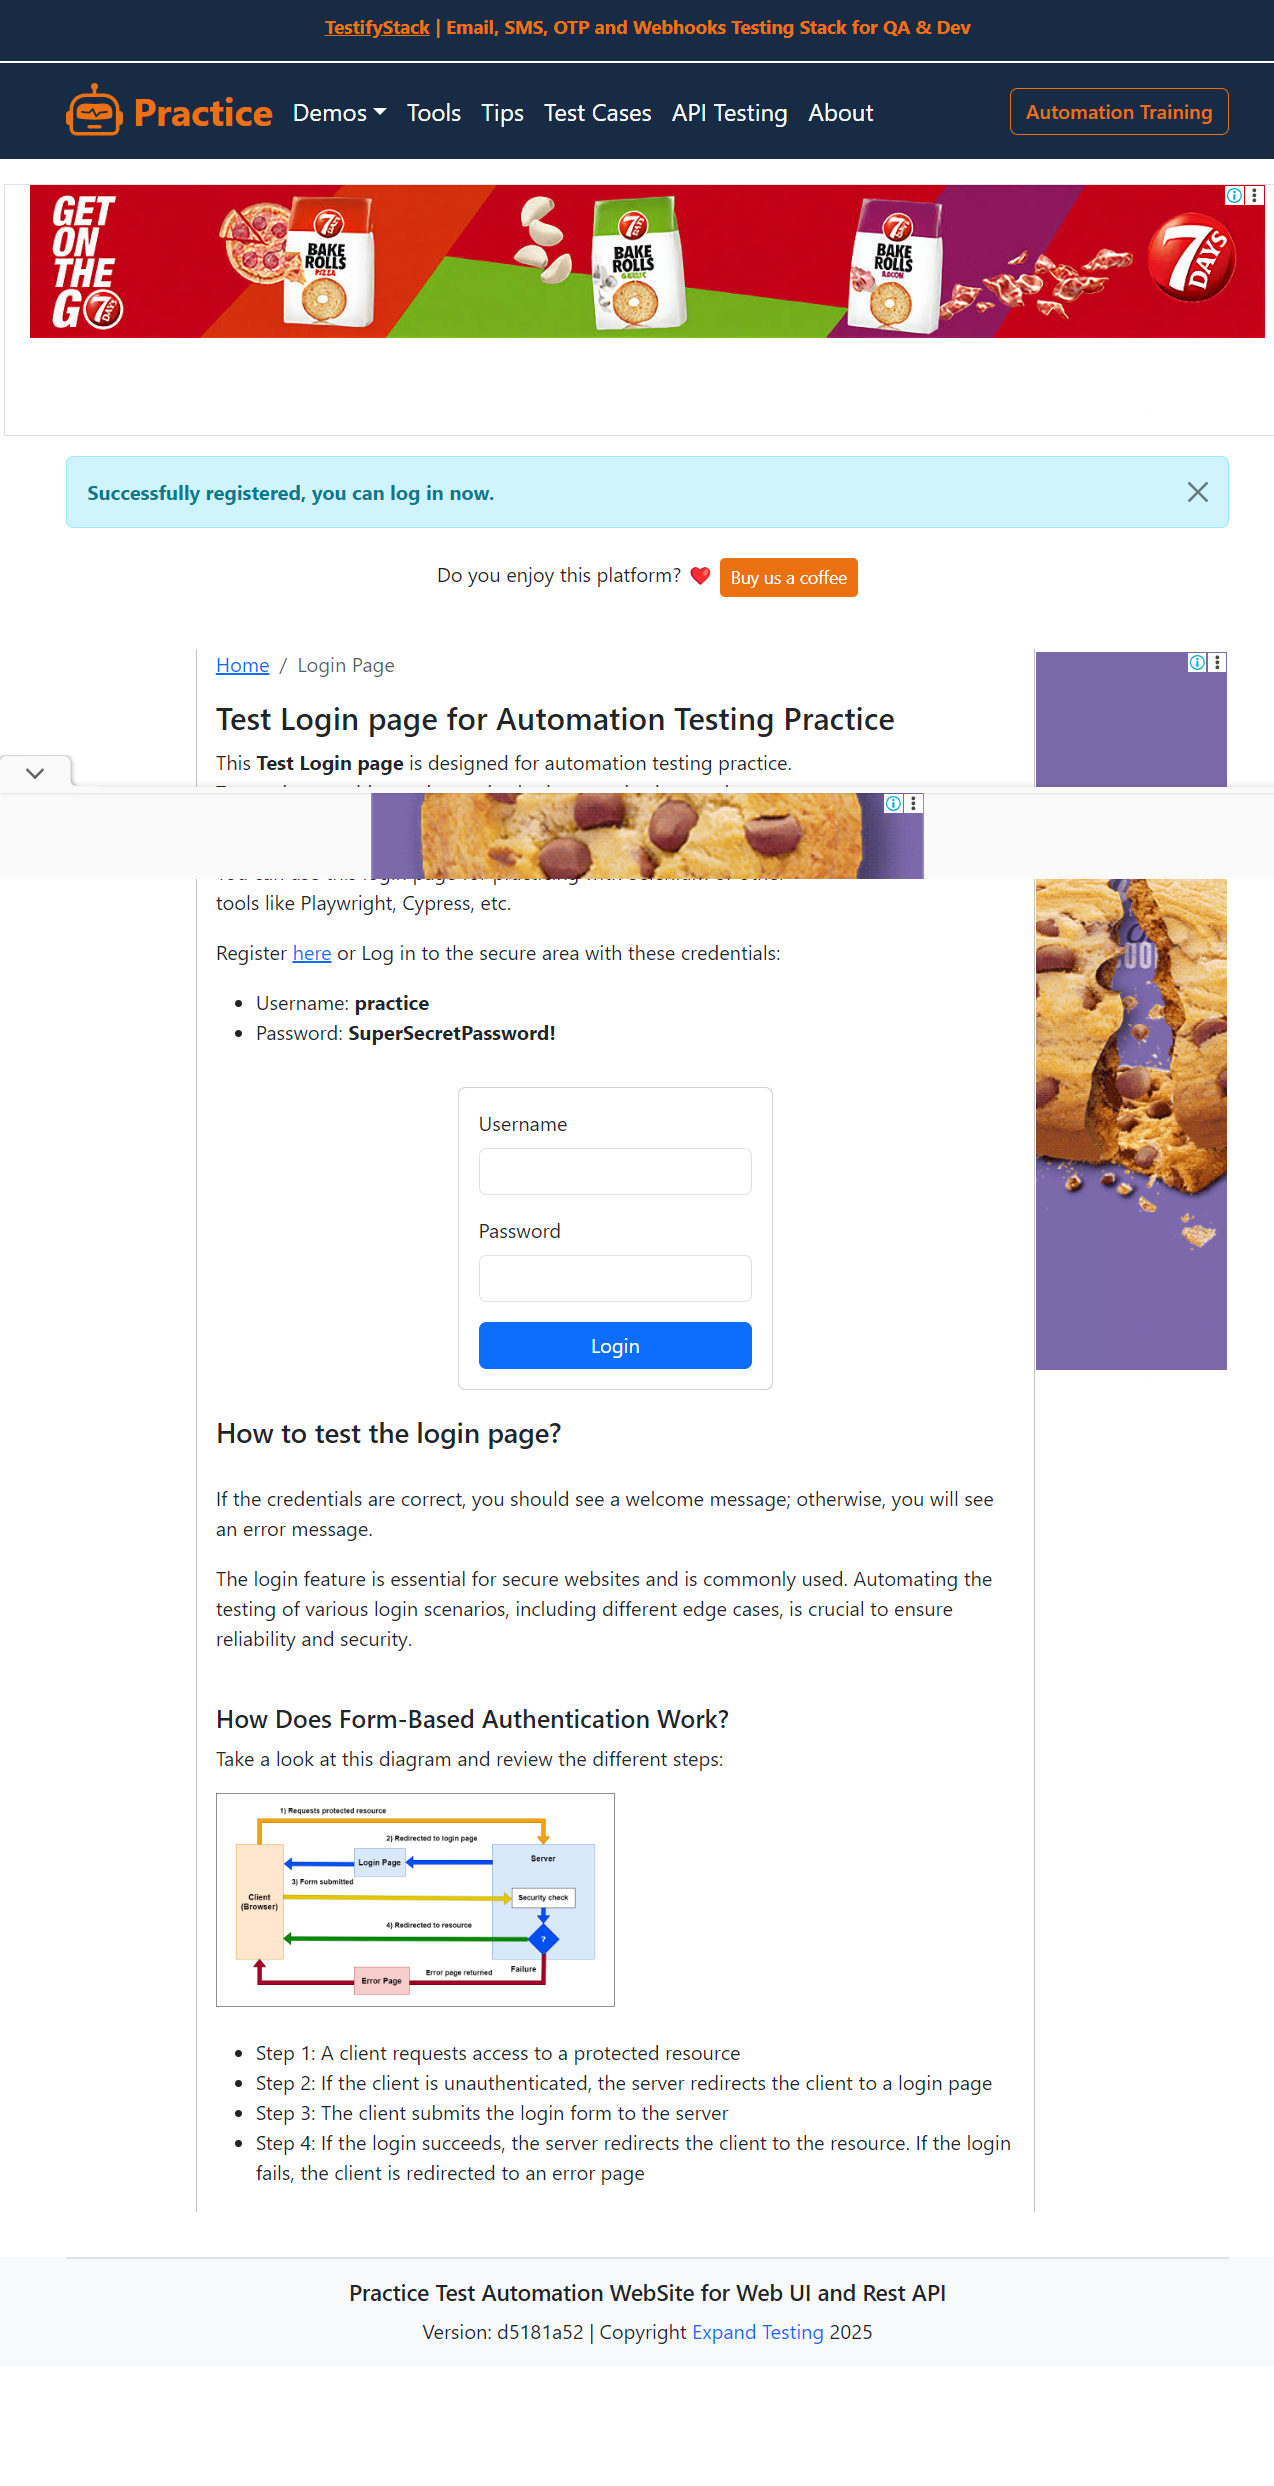 TestifyStack | Email, SMS, OTP and Webhooks Testing Stack for QA & Dev
Practice Demos Tools Tips Test Cases API Testing About Automation Training
GET
ON
THE
GO
7 DAYS
7
BAKE
ROLLS
PIZZA
7
BAKE
ROLLS
GARLIC
7
BAKE
ROLLS
BACON
7 DAYS
Successfully registered, you can log in now.
Do you enjoy this platform? ❤️ Buy us a coffee
Home / Login Page
Test Login page for Automation Testing Practice
This Test Login page is designed for automation testing practice.
tools like Playwright, Cypress, etc.
Register here or Log in to the secure area with these credentials:
• Username: practice
• Password: SuperSecretPassword!
Username
Password
Login
How to test the login page?
If the credentials are correct, you should see a welcome message; otherwise, you will see
an error message.
The login feature is essential for secure websites and is commonly used. Automating the
testing of various login scenarios, including different edge cases, is crucial to ensure
reliability and security.
How Does Form-Based Authentication Work?
Take a look at this diagram and review the different steps:
1) Requests protected resource
2) Redirected to login page
Server
Login Page
3) Form submitted
Client
(Browser)
Security check
4) Redirected to resource
?
Failure
Error page returned
Error Page
• Step 1: A client requests access to a protected resource
• Step 2: If the client is unauthenticated, the server redirects the client to a login page
• Step 3: The client submits the login form to the server
• Step 4: If the login succeeds, the server redirects the client to the resource. If the login
fails, the client is redirected to an error page
Practice Test Automation WebSite for Web UI and Rest API
Version: d5181a52 | Copyright Expand Testing 2025